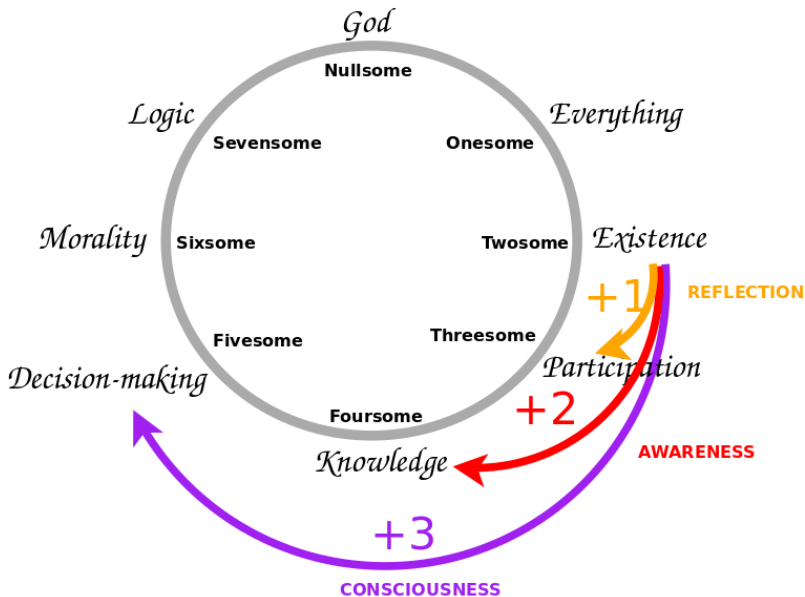 God
Nullsome
Logic
Everything
Sevensome
Onesome
Morality
Sixsome
Twosome
Existence
+1
REFLECTION
Fivesome
Threesome
Decision-making
Participation
Foursome
+2
Knowledge
AWARENESS
+3
CONSCIOUSNESS